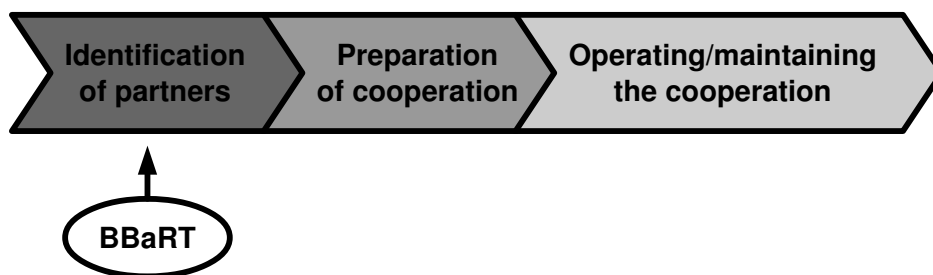 Identification
of partners
Preparation
of cooperation
Operating/maintaining
the cooperation
BBaRT